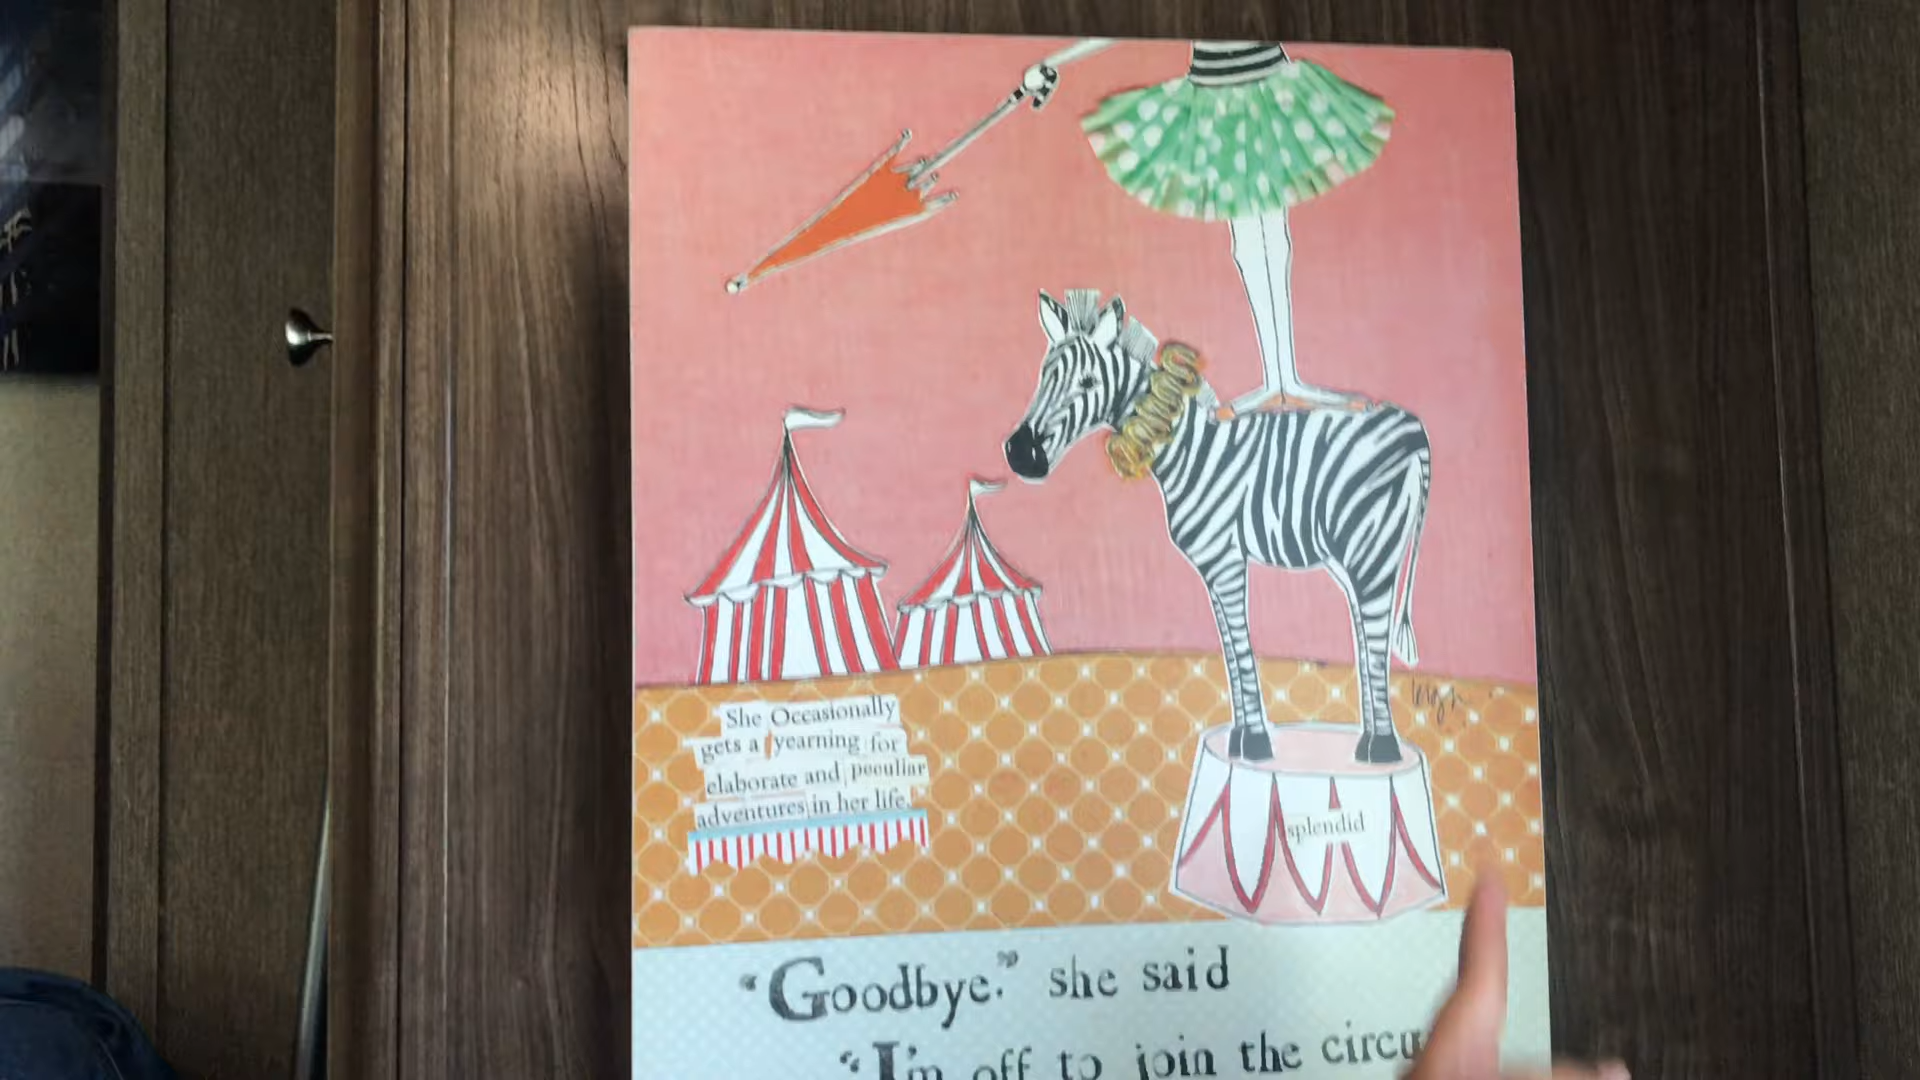 She Occasionally
gets a yearning for
elaborate and peculiar
adventures in her life.
splendid
"Goodbye." she said
"I'm off to join the